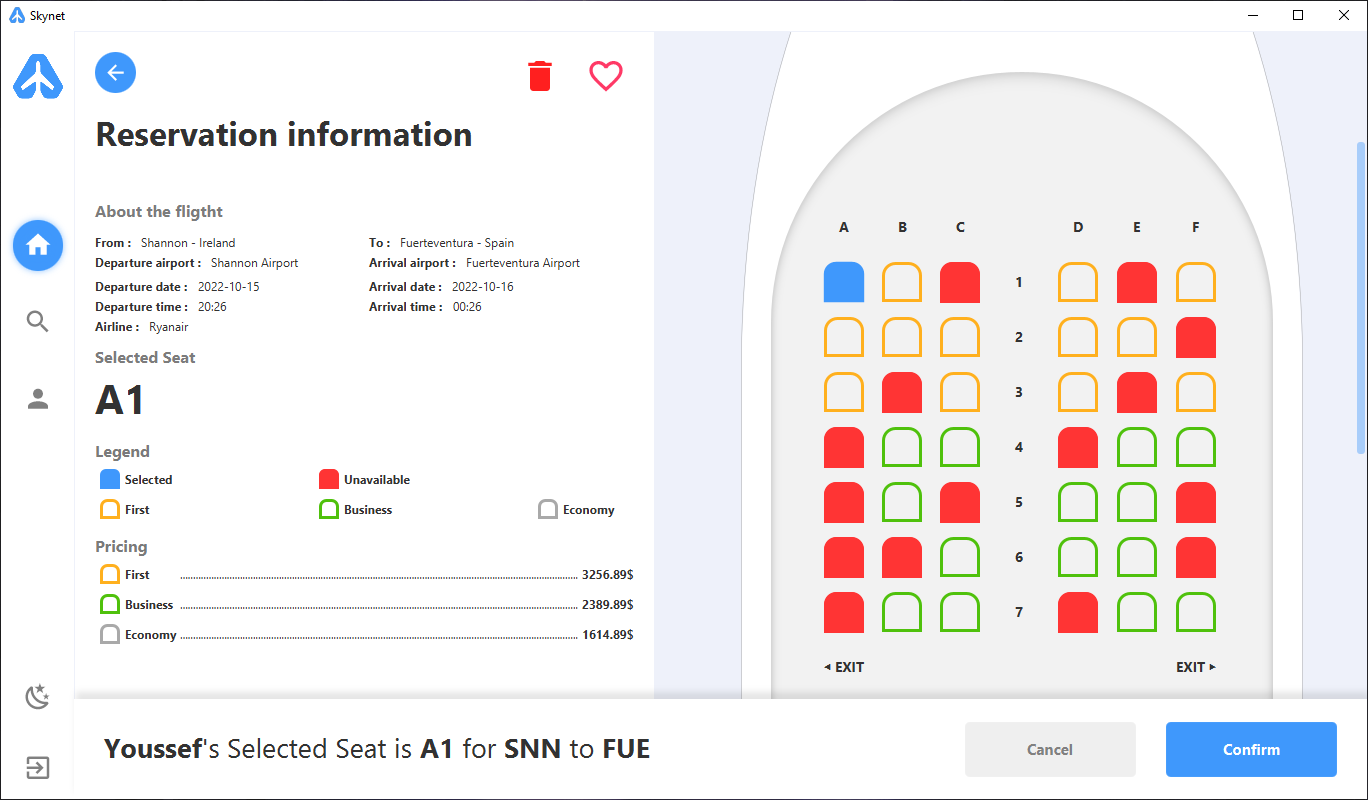 Skynet
Reservation information
About the fligtht
From : Shannon - Ireland To : Fuerteventura - Spain
Departure airport : Shannon Airport Arrival airport : Fuerteventura Airport
Departure date : 2022-10-15 Arrival date : 2022-10-16
Departure time : 20:26 Arrival time : 00:26
Airline : Ryanair
Selected Seat
A1
Legend
Selected Unavailable
First Business Economy
Pricing
First 3256.89$
Business 2389.89$
Economy 1614.89$
A B C D E F
1
2
3
4
5
6
7
EXIT EXIT
Youssef's Selected Seat is A1 for SNN to FUE
Cancel Confirm